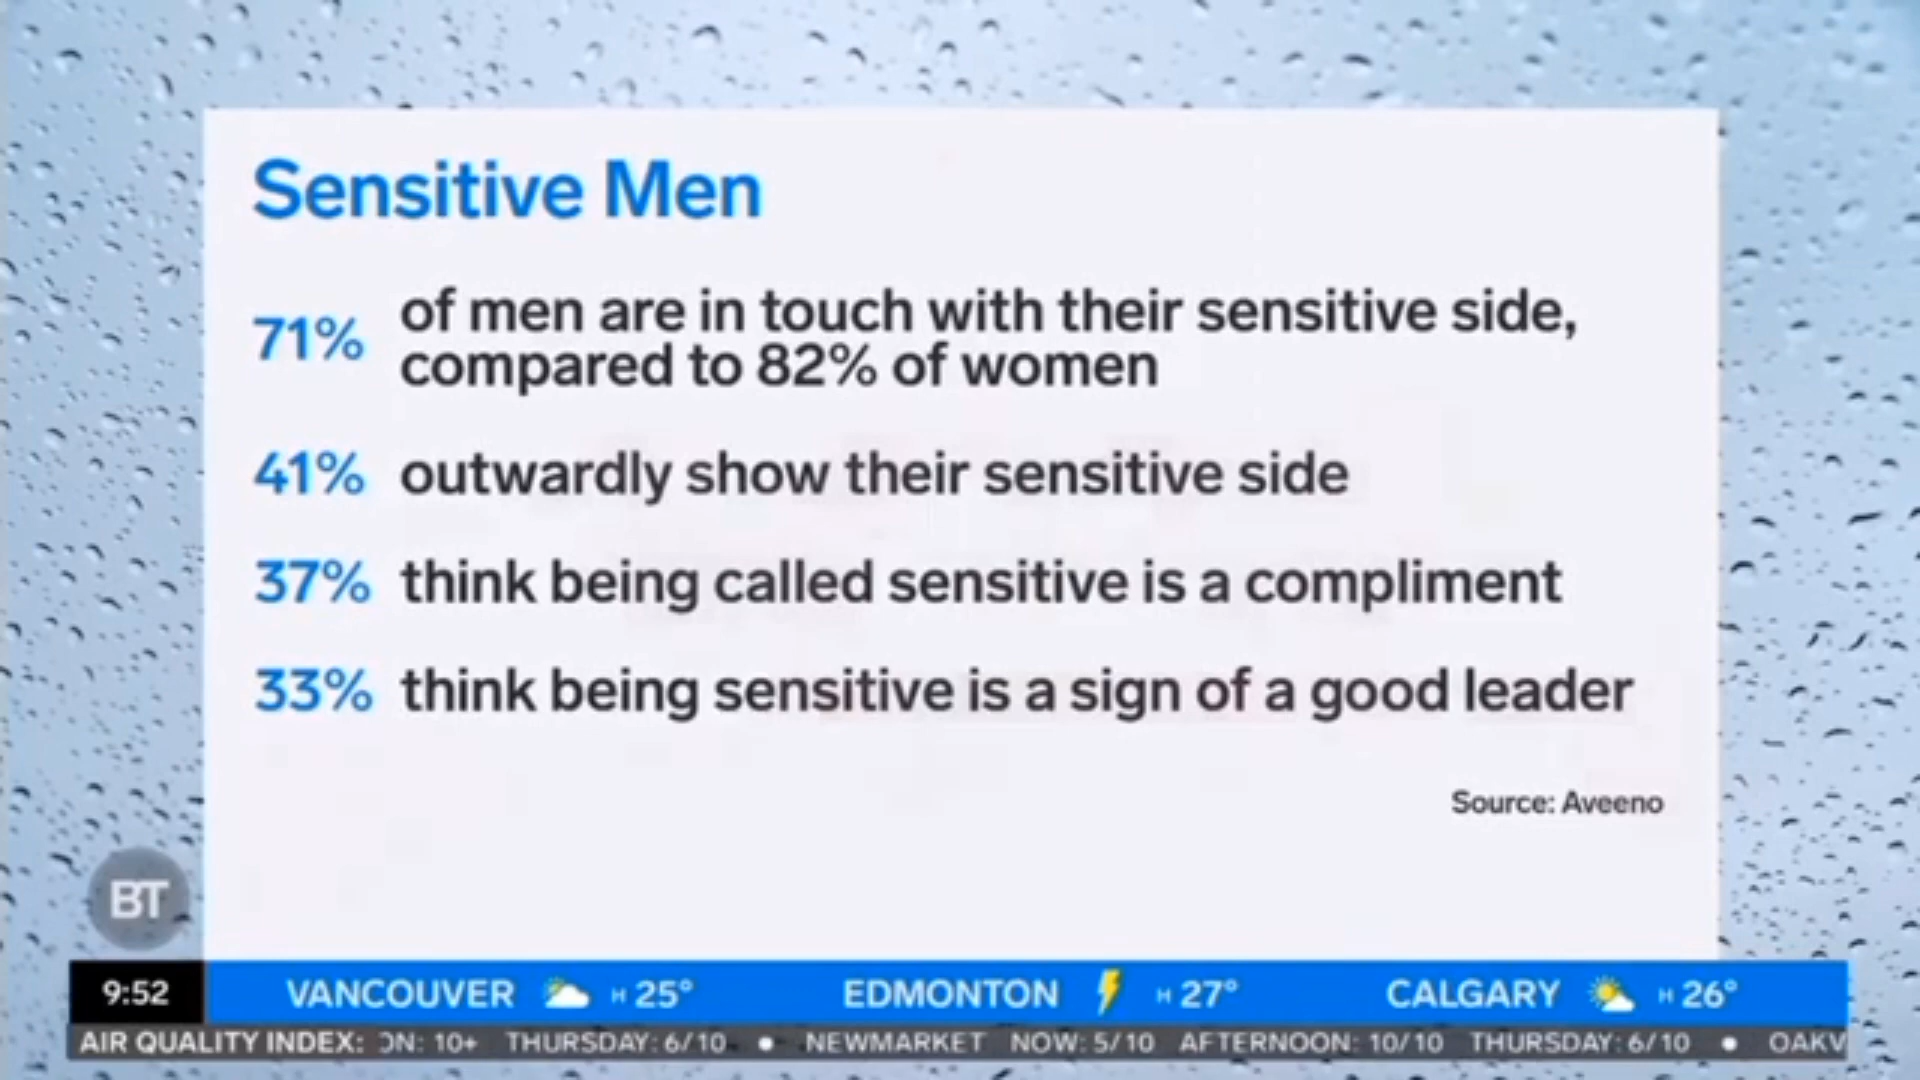 Sensitive Men
71% of men are in touch with their sensitive side,
compared to 82% of women
41% outwardly show their sensitive side
37% think being called sensitive is a compliment
33% think being sensitive is a sign of a good leader
Source: Aveeno
BT
9:52 VANCOUVER H 25° EDMONTON H 27° CALGARY H 26°
AIR QUALITY INDEX: ON: 10+ THURSDAY: 6/10 • NEWMARKET NOW: 5/10 AFTERNOON: 10/10 THURSDAY: 6/10 • OAKV